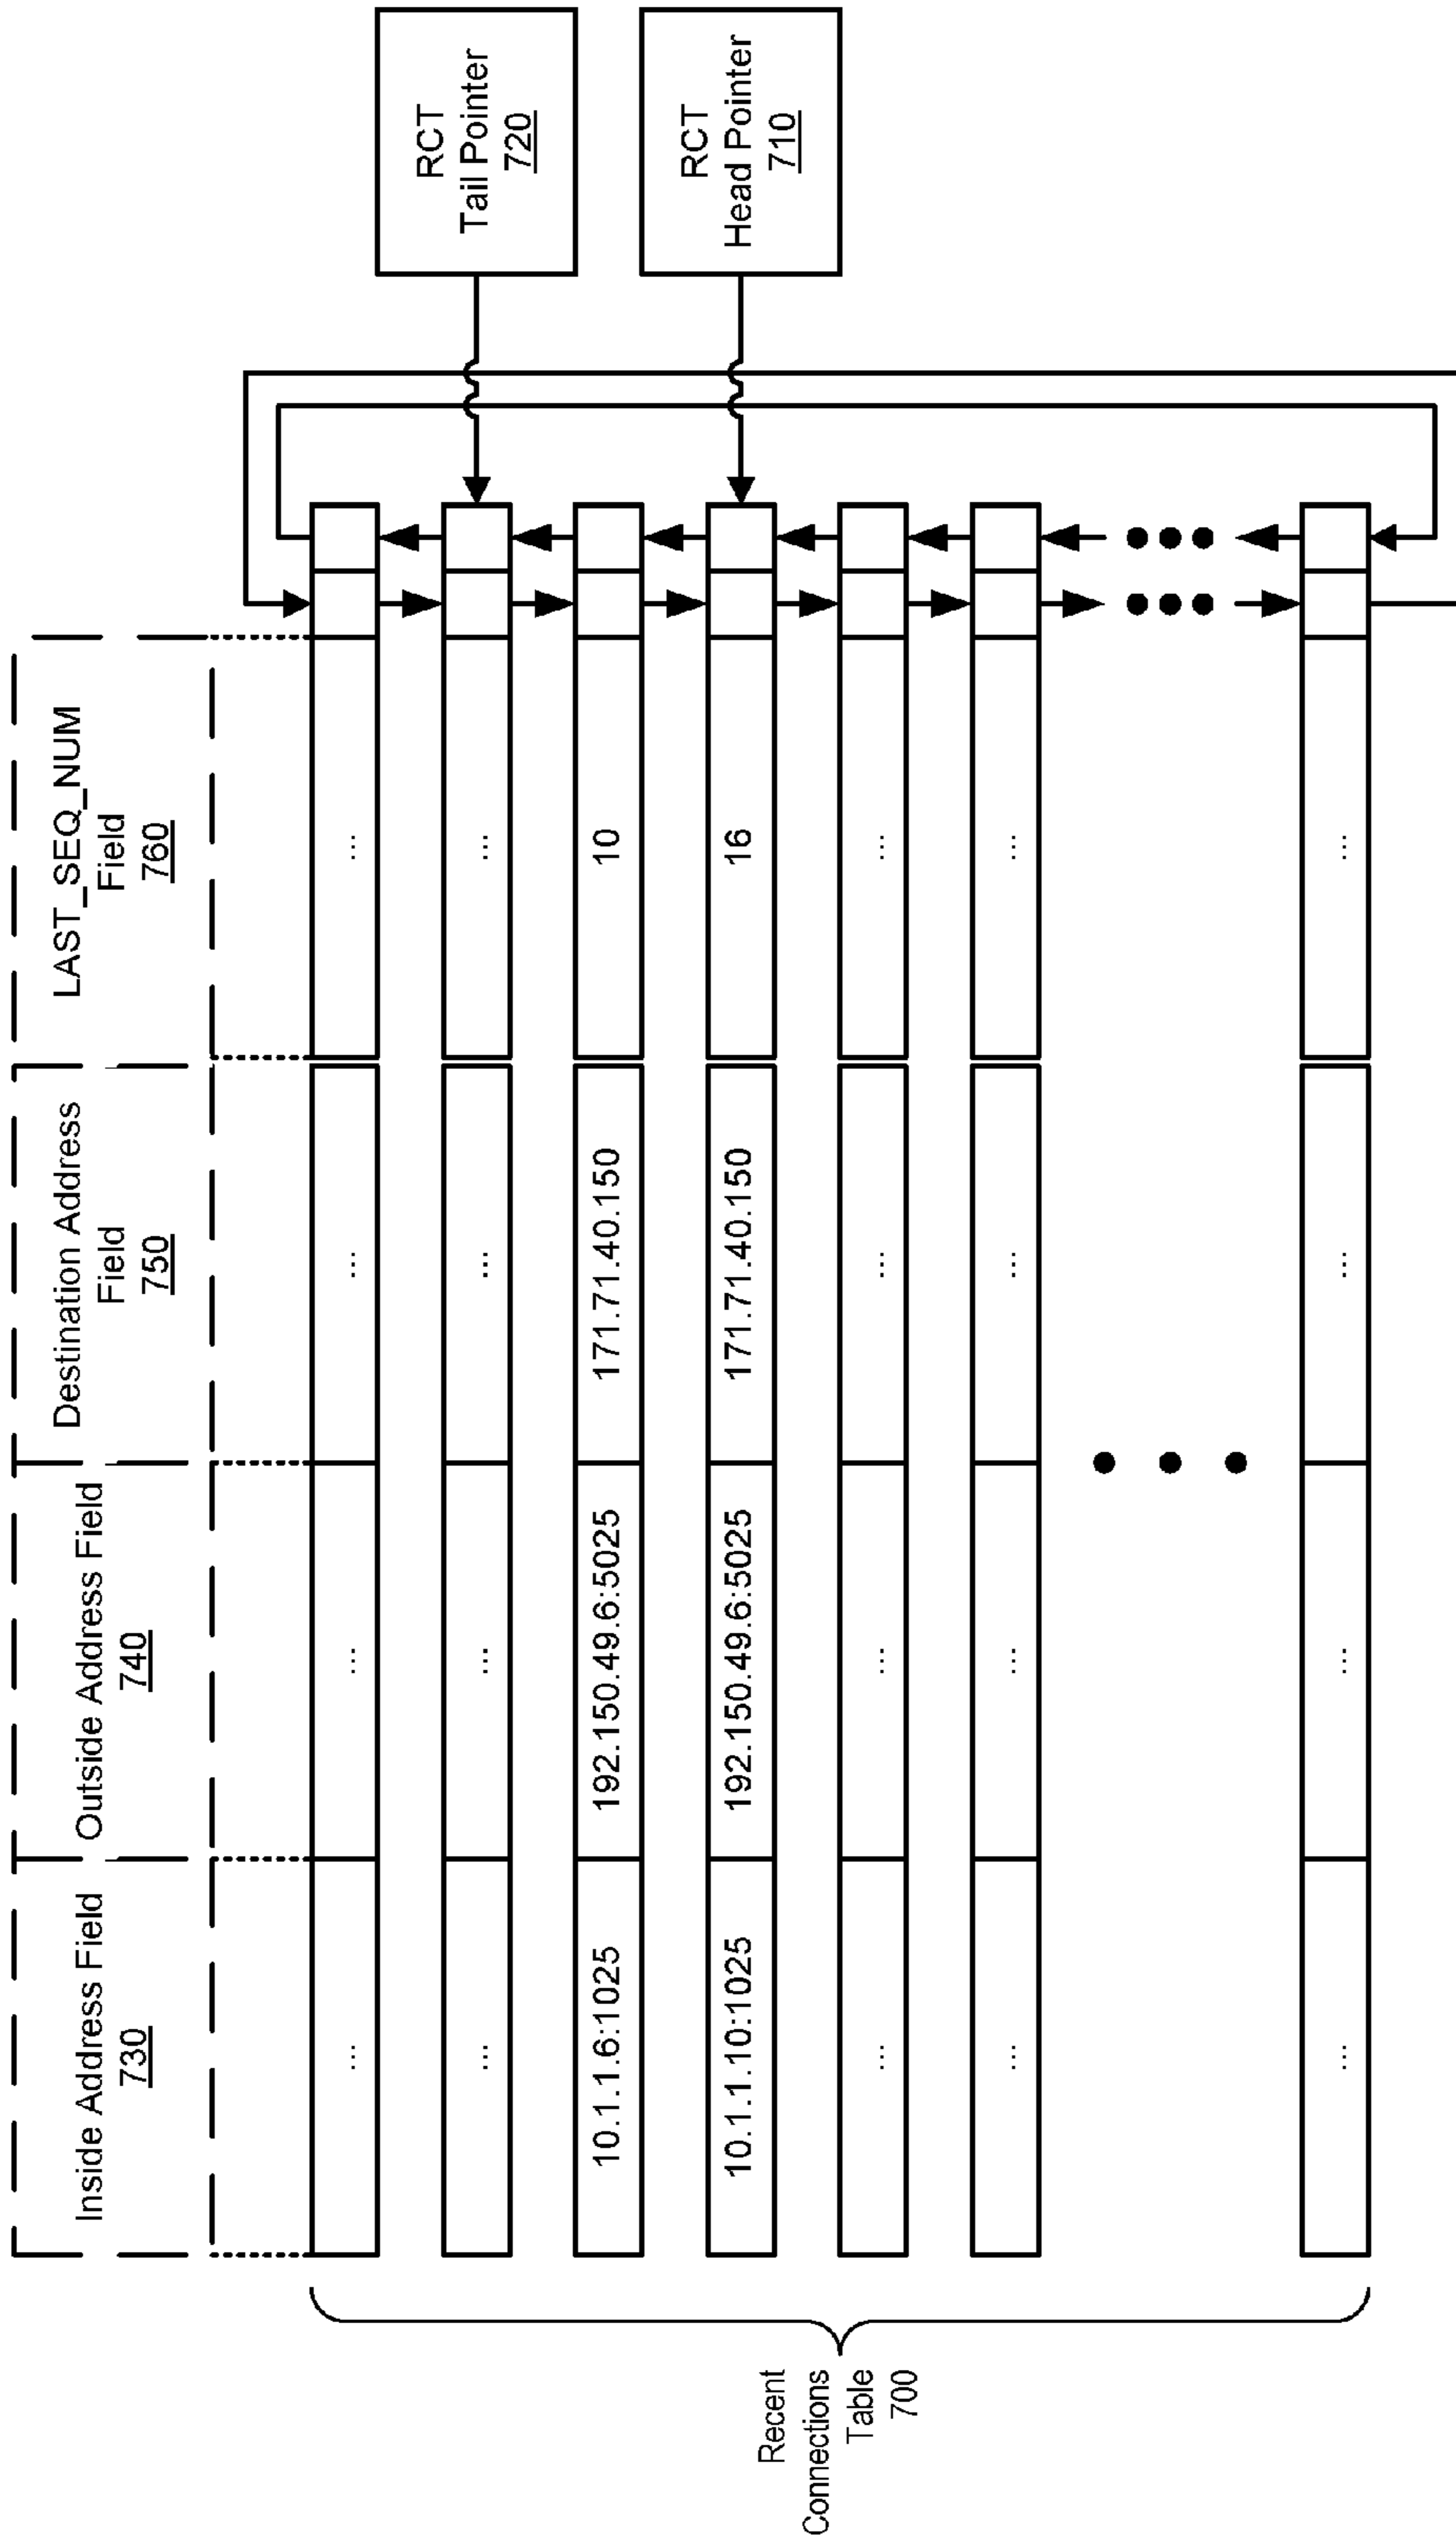 Inside Address Field
730
Outside Address Field
740
Destination Address
Field
750
LAST_SEQ_NUM
Field
760
... ... ... ...
... ... ... ...
10.1.1.6:1025 192.150.49.6:5025 171.71.40.150 10
10.1.1.10:1025 192.150.49.6:5025 171.71.40.150 16
... ... ... ...
... ... ... ...
... ... ... ...
RCT
Tail Pointer
720
RCT
Head Pointer
710
Recent
Connections
Table
700